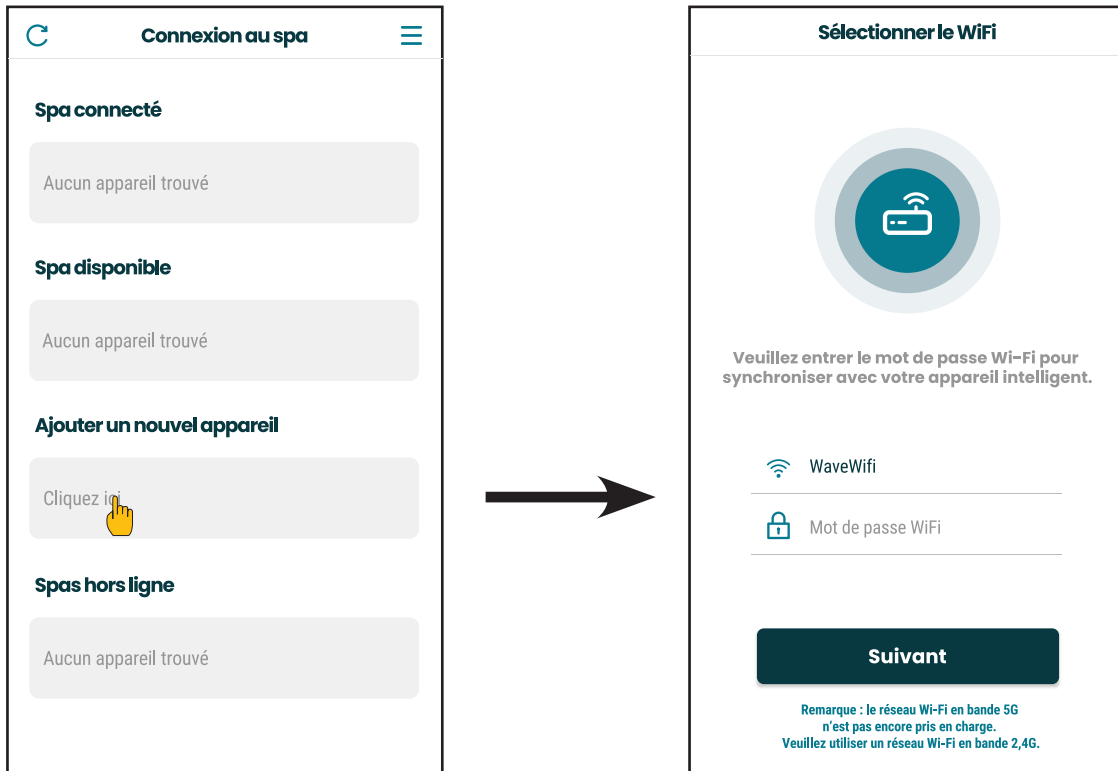 Connexion au spa
Spa connecté
Aucun appareil trouvé
Spa disponible
Aucun appareil trouvé
Ajouter un nouvel appareil
Cliquez ici
Spas hors ligne
Aucun appareil trouvé
Sélectionner le WiFi
Veuillez entrer le mot de passe Wi-Fi pour
synchroniser avec votre appareil intelligent.
WaveWifi
Mot de passe WiFi
Suivant
Remarque : le réseau Wi-Fi en bande 5G
n'est pas encore pris en charge.
Veuillez utiliser un réseau Wi-Fi en bande 2,4G.